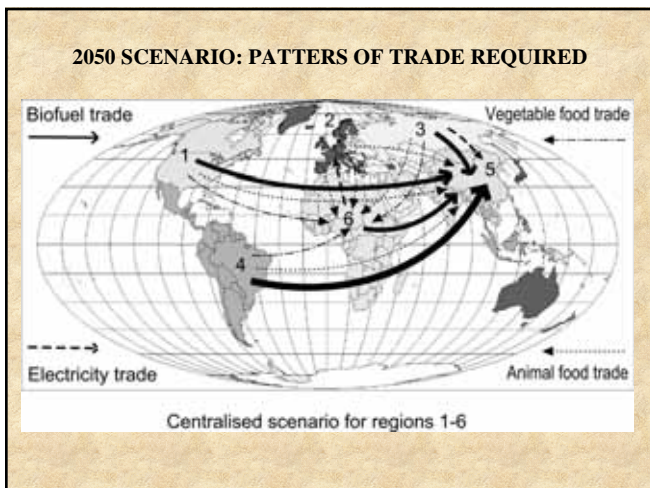 2050 SCENARIO: PATTERS OF TRADE REQUIRED
Biofuel trade
Vegetable food trade
2
3
1
5
6
4
Electricity trade
Animal food trade
Centralised scenario for regions 1-6